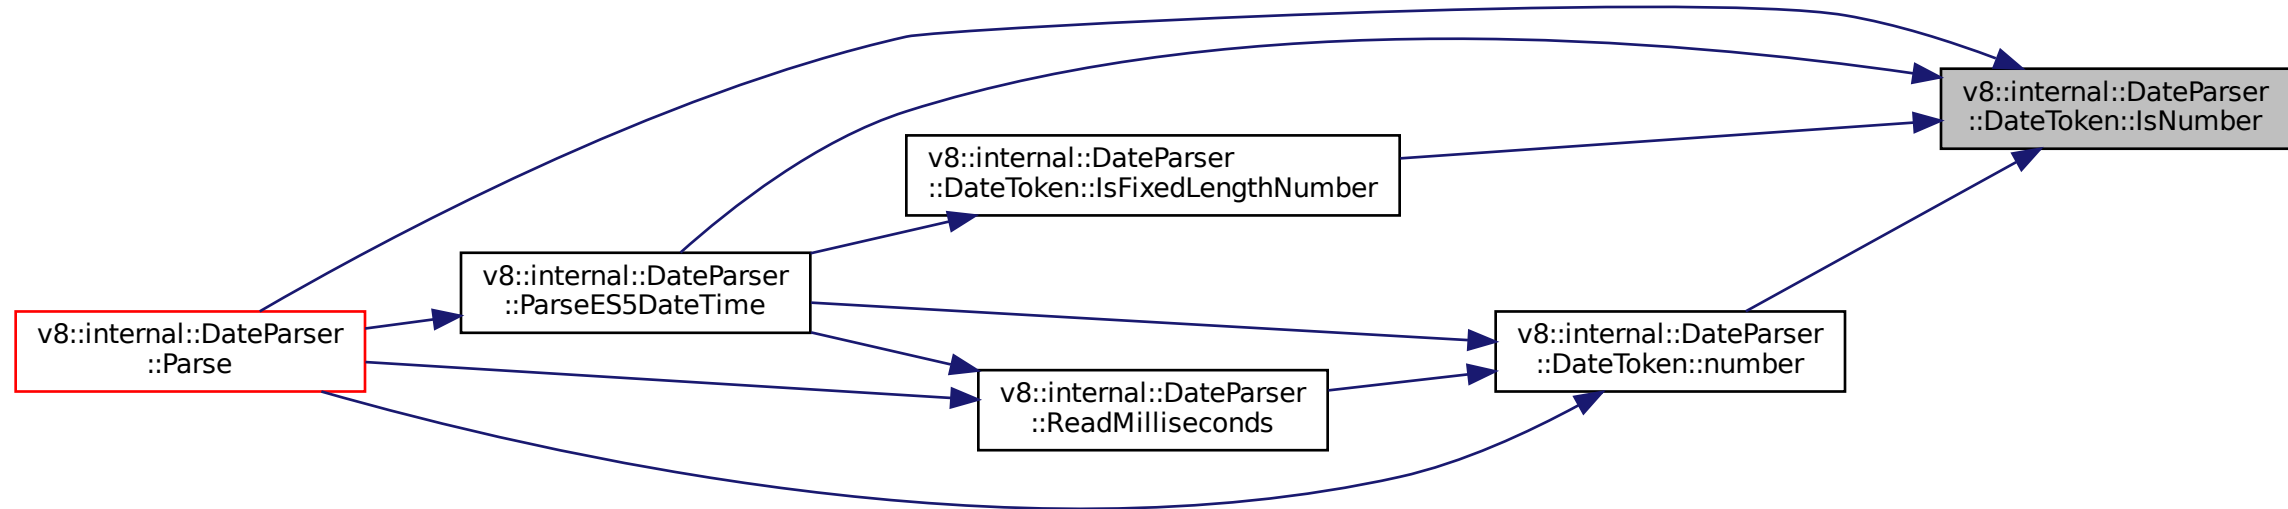 v8::internal::DateParser
::DateToken::IsNumber
v8::internal::DateParser
::DateToken::IsFixedLengthNumber
v8::internal::DateParser
::ParseES5DateTime
v8::internal::DateParser
::Parse
v8::internal::DateParser
::DateToken::number
v8::internal::DateParser
::ReadMilliseconds